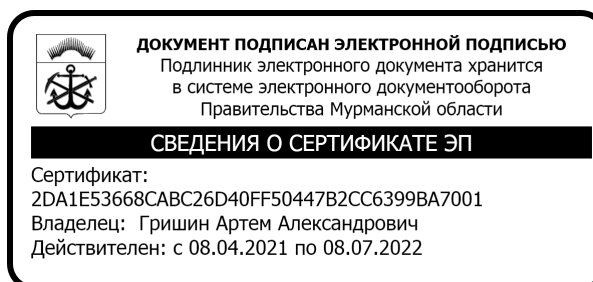 ДОКУМЕНТ ПОДПИСАН ЭЛЕКТРОННОЙ ПОДПИСЬЮ
Подлинник электронного документа хранится
в системе электронного документооборота
Правительства Мурманской области
СВЕДЕНИЯ О СЕРТИФИКАТЕ ЭП
Сертификат:
2DA1E53668CABC26D40FF50447B2CC6399BA7001
Владелец: Гришин Артем Александрович
Действителен: с 08.04.2021 по 08.07.2022